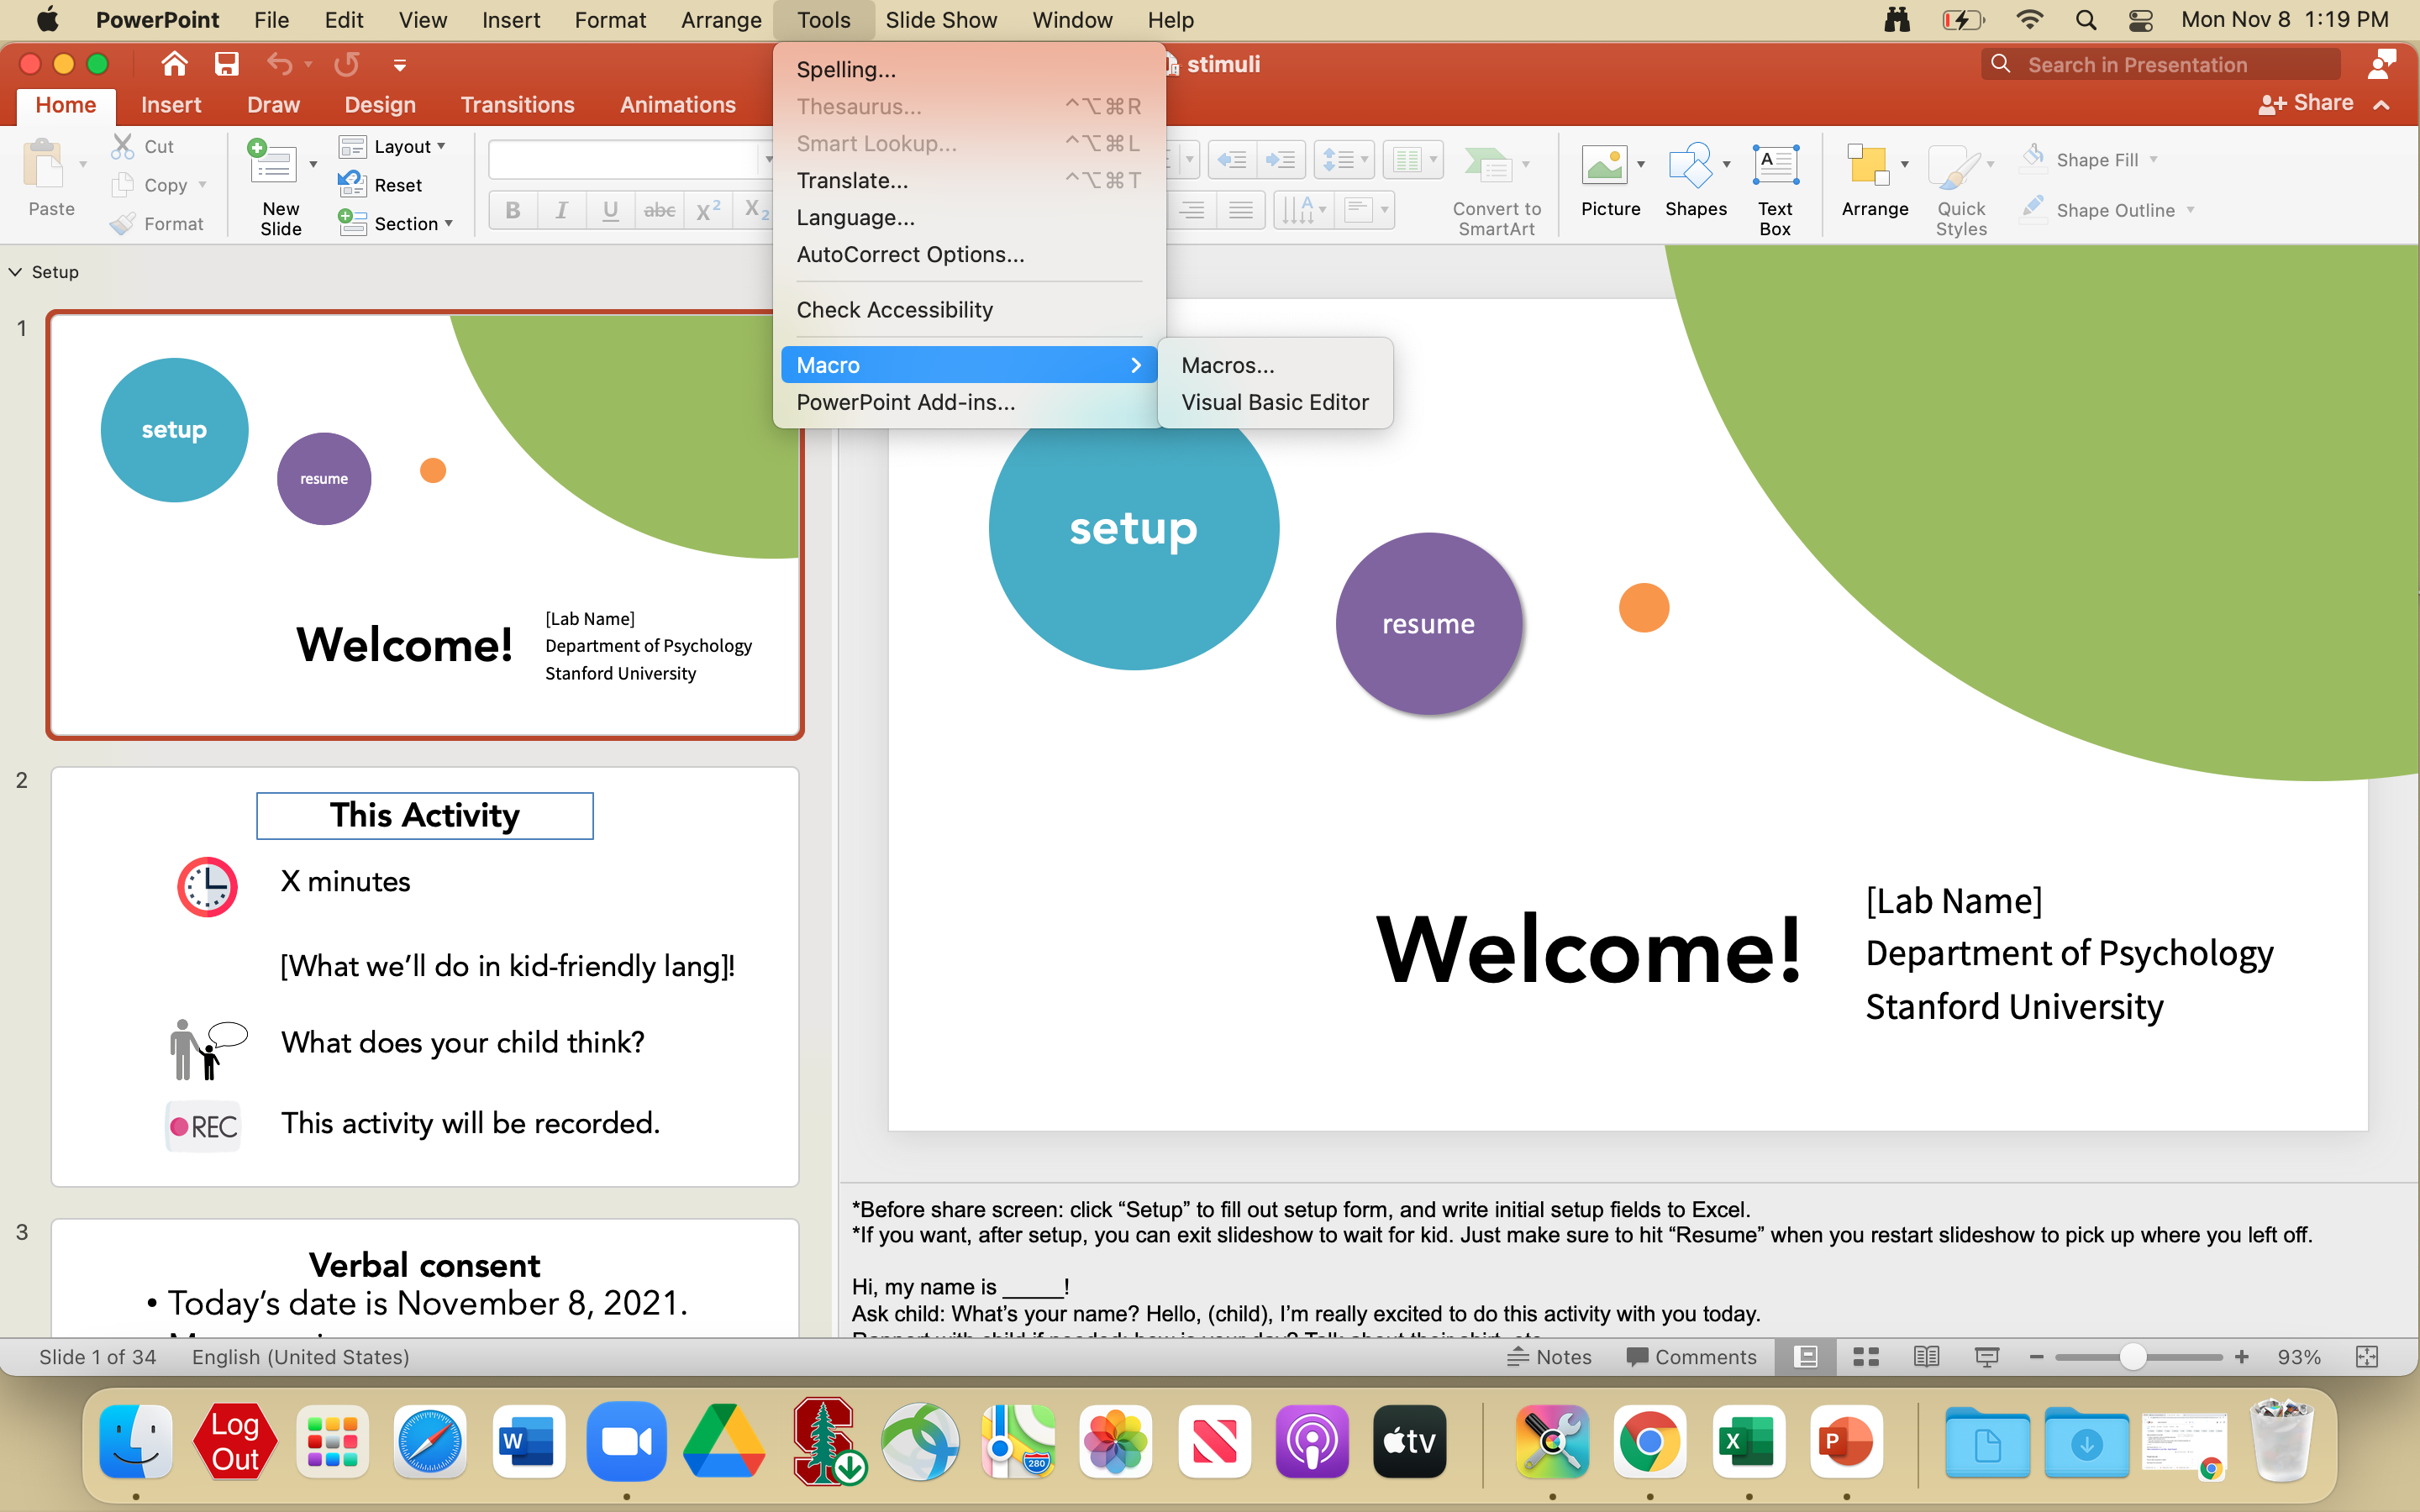 PowerPoint File Edit View Insert Format Arrange Tools Slide Show Window Help Mon Nov 8 1:19 PM
stimuli
Search in Presentation
Home Insert Draw Design Transitions Animations
Share
Spelling...
Thesaurus... ^⌥⌘R
Smart Lookup... ^⌥⌘L
Translate... ^⌥⌘T
Language...
AutoCorrect Options...
Check Accessibility
Macro
PowerPoint Add-ins...
Macros...
Visual Basic Editor
Paste
Cut
Copy
Format
New Slide
Layout
Reset
Section
B I U abc X2 X2
Convert to SmartArt
Picture
Shapes
Text Box
Arrange
Quick Styles
Shape Fill
Shape Outline
Setup
1
setup
resume
Welcome!
[Lab Name]
Department of Psychology
Stanford University
2
This Activity
X minutes
[What we’ll do in kid-friendly lang]!
What does your child think?
REC
This activity will be recorded.
3
Verbal consent
• Today’s date is November 8, 2021.
setup
resume
Welcome!
[Lab Name]
Department of Psychology
Stanford University
*Before share screen: click “Setup” to fill out setup form, and write initial setup fields to Excel.
*If you want, after setup, you can exit slideshow to wait for kid. Just make sure to hit “Resume” when you restart slideshow to pick up where you left off.
Hi, my name is _____!
Ask child: What’s your name? Hello, (child), I’m really excited to do this activity with you today.
Slide 1 of 34 English (United States) Notes Comments 93%
Log Out
W
280
tv
X
P